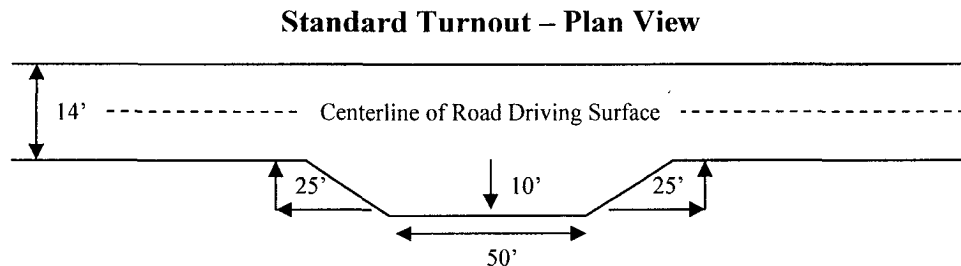 Standard Turnout – Plan View
14’
Centerline of Road Driving Surface
25’
10’
25’
50’